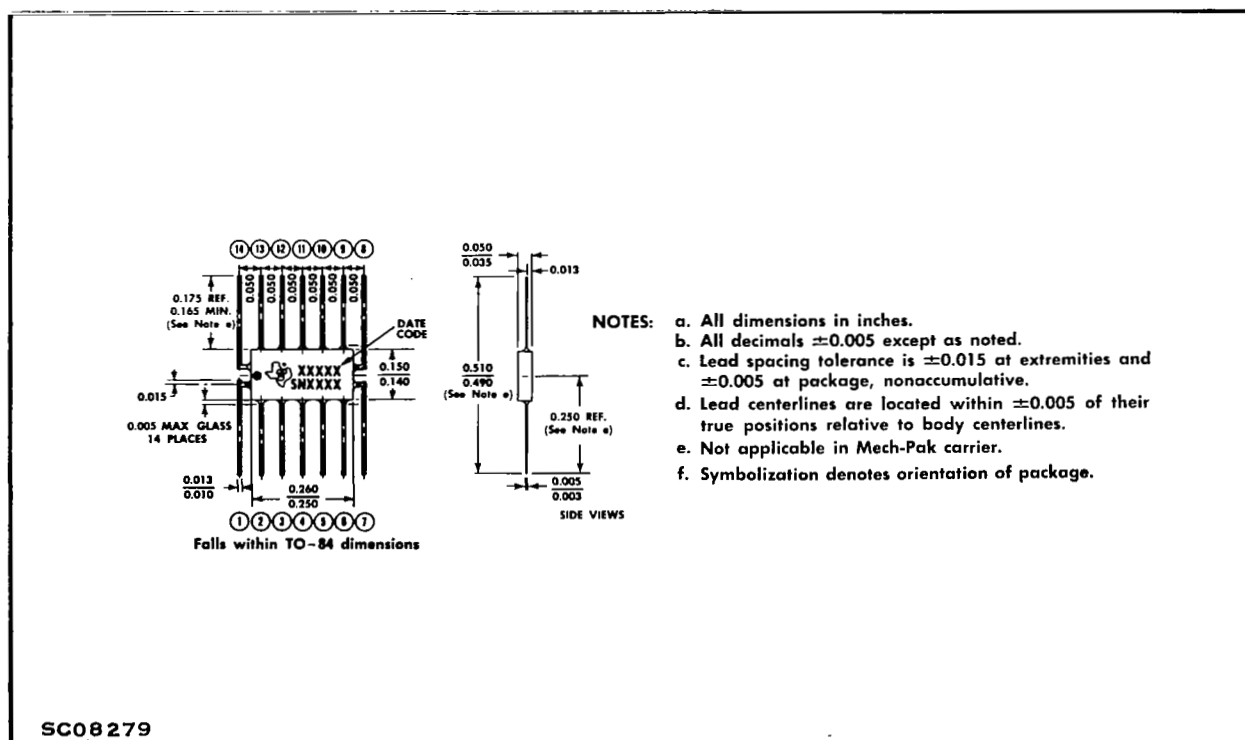 14 13 12 11 10 9 8
0.050 0.050 0.050 0.050 0.050 0.050
0.175 REF.
0.165 MIN.
(See Note e)
DATE
CODE
XXXXX
SNXXXX
0.150
0.140
0.015
0.005 MAX GLASS
14 PLACES
0.013
0.010
0.260
0.250
1 2 3 4 5 6 7
Falls within TO-84 dimensions
0.050
0.035
0.013
0.510
0.490
(See Note e)
0.250 REF.
(See Note e)
0.005
0.003
SIDE VIEWS
NOTES: a. All dimensions in inches.
b. All decimals ±0.005 except as noted.
c. Lead spacing tolerance is ±0.015 at extremities and
±0.005 at package, nonaccumulative.
d. Lead centerlines are located within ±0.005 of their
true positions relative to body centerlines.
e. Not applicable in Mech-Pak carrier.
f. Symbolization denotes orientation of package.
SC08279